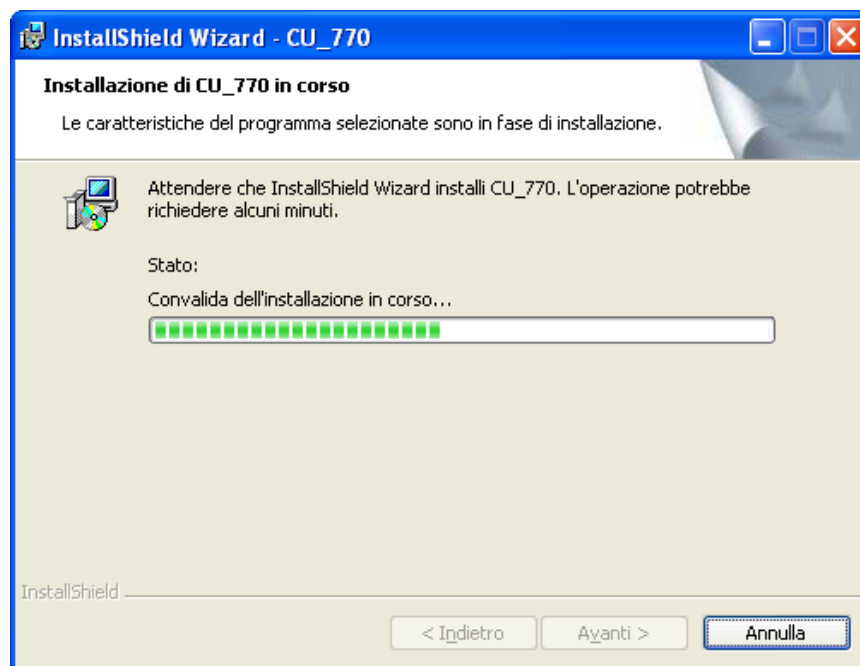 InstallShield Wizard - CU_770
Installazione di CU_770 in corso
Le caratteristiche del programma selezionate sono in fase di installazione.
Attendere che InstallShield Wizard installi CU_770. L'operazione potrebbe
richiedere alcuni minuti.
Stato:
Convalida dell'installazione in corso...
InstallShield
< Indietro
Avanti >
Annulla